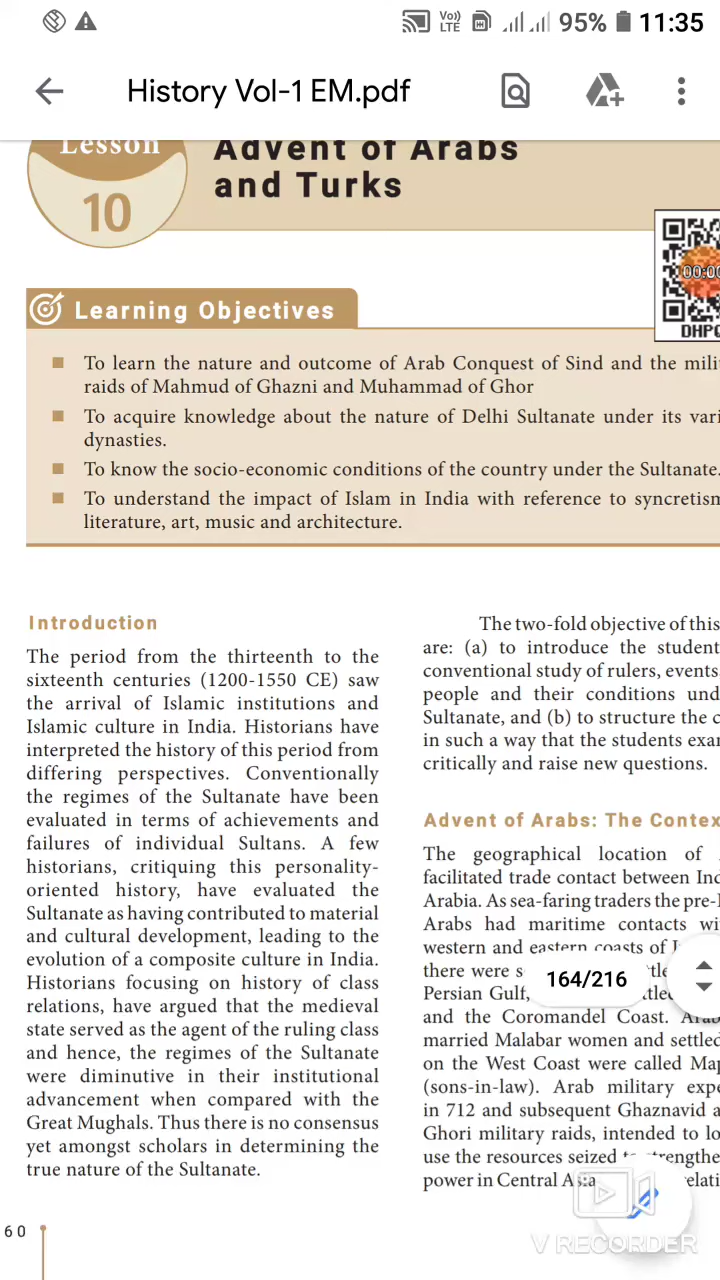 Vo)) LTE 95% 11:35
History Vol-1 EM.pdf
Lesson
10
Advent of Arabs
and Turks
00:00
DHP
Learning Objectives
■ To learn the nature and outcome of Arab Conquest of Sind and the
raids of Mahmud of Ghazni and Muhammad of Ghor
■ To acquire knowledge about the nature of Delhi Sultanate under its
dynasties.
■ To know the socio-economic conditions of the country under the Sultanate.
■ To understand the impact of Islam in India with reference to
literature, art, music and architecture.
Introduction
The period from the thirteenth to the
sixteenth centuries (1200-1550 CE) saw
the arrival of Islamic institutions and
Islamic culture in India. Historians have
interpreted the history of this period from
differing perspectives. Conventionally
the regimes of the Sultanate have been
evaluated in terms of achievements and
failures of individual Sultans. A few
historians, critiquing this personality-
oriented history, have evaluated the
Sultanate as having contributed to material
and cultural development, leading to the
evolution of a composite culture in India.
Historians focusing on history of class
relations, have argued that the medieval
state served as the agent of the ruling class
and hence, the regimes of the Sultanate
were diminutive in their institutional
advancement when compared with the
Great Mughals. Thus there is no consensus
yet amongst scholars in determining the
true nature of the Sultanate.
60
The two-fold objective of this
are: (a) to introduce the
conventional study of rulers, events
people and their conditions
Sultanate, and (b) to structure the
in such a way that the students
critically and raise new questions.
Advent of Arabs: The
The geographical location of
facilitated trade contact between
Arabia. As sea-faring traders the
Arabs had maritime contacts
western and eastern coasts of
there were
Persian Gulf,
and the Coromandel Coast.
married Malabar women and settled
on the West Coast were called
(sons-in-law). Arab military
in 712 and subsequent Ghaznavid
Ghori military raids, intended to
use the resources seized
power in Central Asia
164/216
V RECORDER